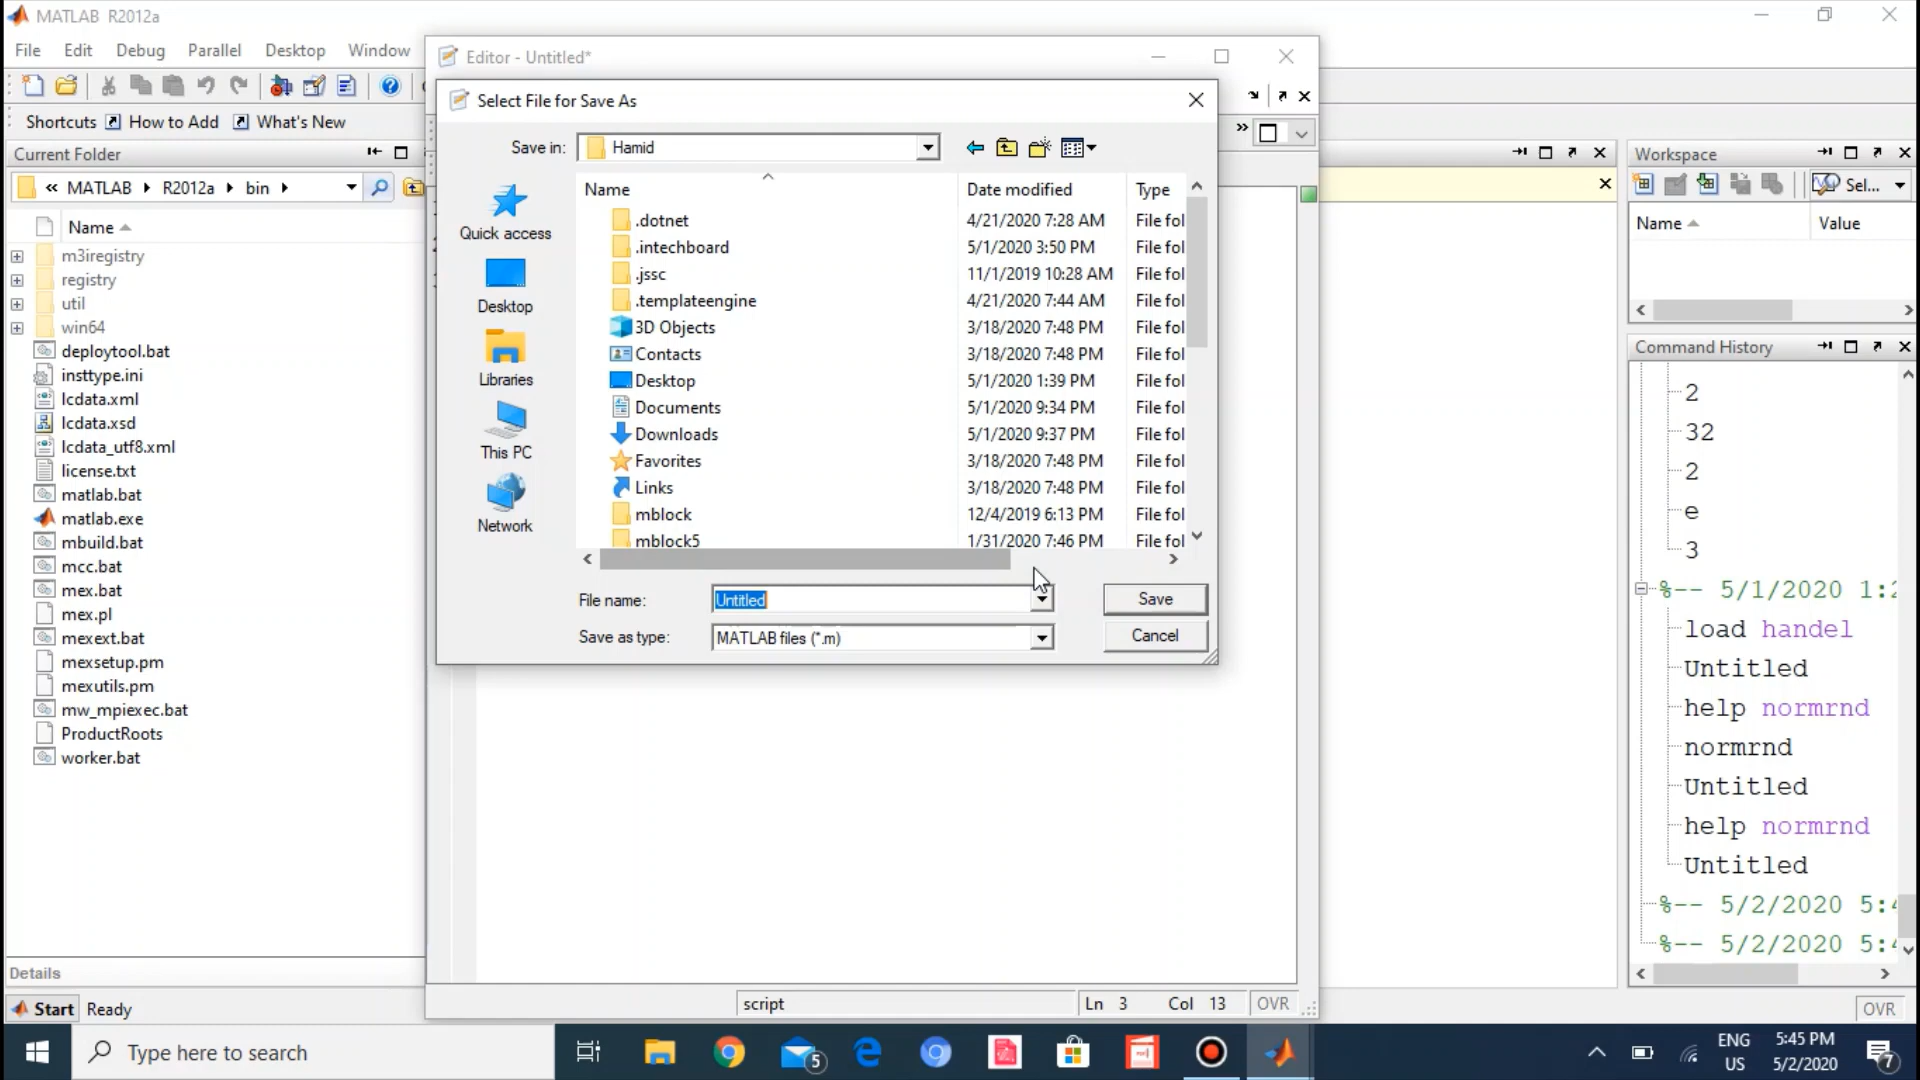 MATLAB R2012a
File Edit Debug Parallel Desktop Window
Shortcuts How to Add What's New
Current Folder
« MATLAB R2012a bin
Name
m3iregistry
registry
util
win64
deploytool.bat
insttype.ini
lcdata.xml
lcdata.xsd
lcdata_utf8.xml
license.txt
matlab.bat
matlab.exe
mbuild.bat
mcc.bat
mex.bat
mex.pl
mexext.bat
mexsetup.pm
mexutils.pm
mw_mpiexec.bat
ProductRoots
worker.bat
Details
Start Ready
Editor - Untitled*
Select File for Save As
Save in: Hamid
Quick access
Desktop
Libraries
This PC
Network
Name Date modified Type
.dotnet 4/21/2020 7:28 AM File fol
.intechboard 5/1/2020 3:50 PM File fol
.jssc 11/1/2019 10:28 AM File fol
.templateengine 4/21/2020 7:44 AM File fol
3D Objects 3/18/2020 7:48 PM File fol
Contacts 3/18/2020 7:48 PM File fol
Desktop 5/1/2020 1:39 PM File fol
Documents 5/1/2020 9:34 PM File fol
Downloads 5/1/2020 9:37 PM File fol
Favorites 3/18/2020 7:48 PM File fol
Links 3/18/2020 7:48 PM File fol
mblock 12/4/2019 6:13 PM File fol
mblock5 1/31/2020 7:46 PM File fol
File name: Untitled Save
Save as type: MATLAB files (*.m) Cancel
script Ln 3 Col 13 OVR
Workspace
Sel...
Name Value
Command History
2
32
2
e
3
%-- 5/1/2020 1:2
load handel
Untitled
help normrnd
normrnd
Untitled
help normrnd
Untitled
%-- 5/2/2020 5:4
%-- 5/2/2020 5:4
OVR
Type here to search
5
ENG
US
5:45 PM
5/2/2020
7